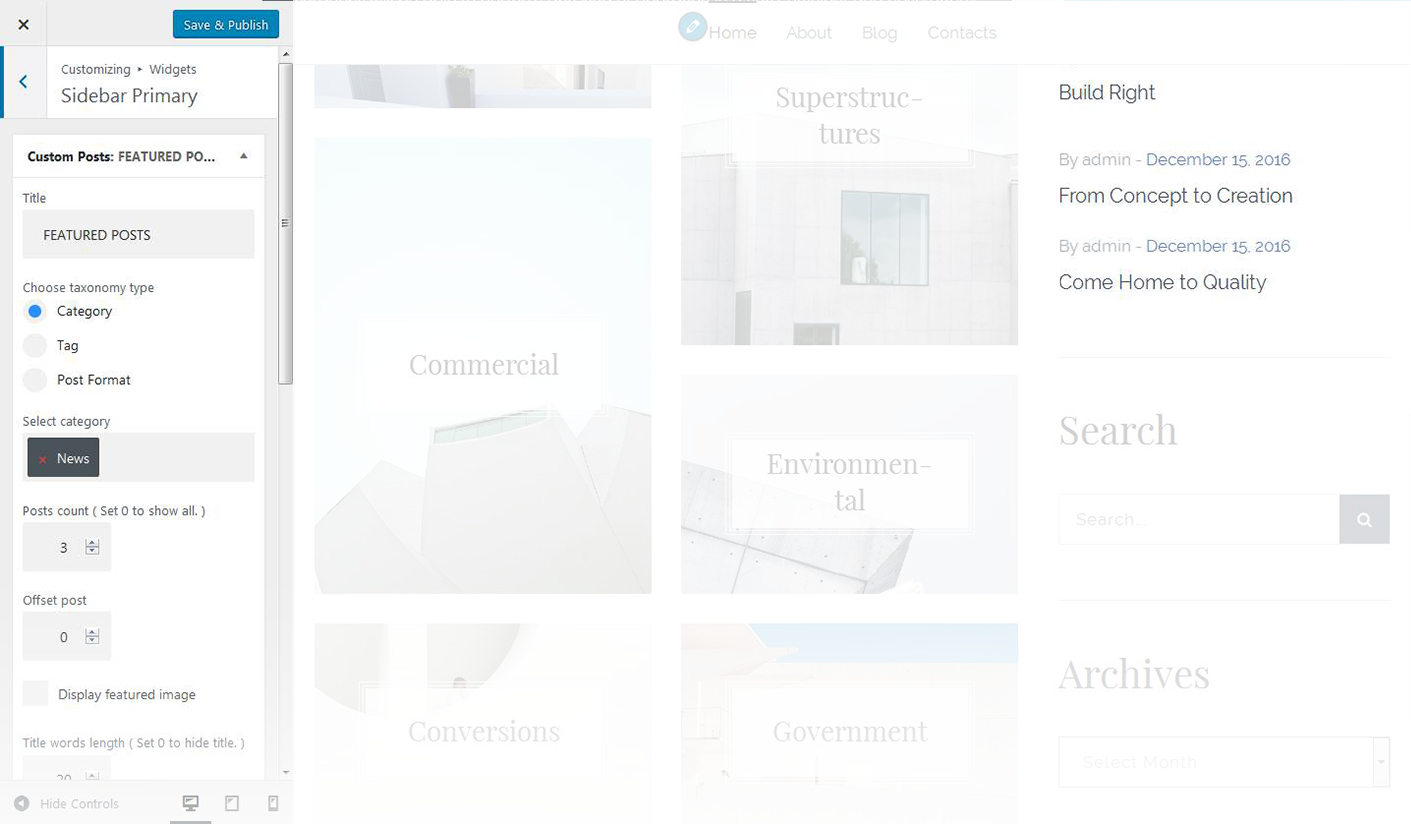 Save & Publish
Customizing ▸ Widgets
Sidebar Primary
Custom Posts: FEATURED PO...
Title
FEATURED POSTS
Choose taxonomy type
Category
Tag
Post Format
Select category
× News
Posts count ( Set 0 to show all. )
3
Offset post
0
Display featured image
Title words length ( Set 0 to hide title. )
20
Hide Controls
Home About Blog Contacts
Superstruc-
tures
Commercial
Environmen-
tal
Conversions
Government
Build Right
By admin - December 15, 2016
From Concept to Creation
By admin - December 15, 2016
Come Home to Quality
Search
Search...
Archives
Select Month